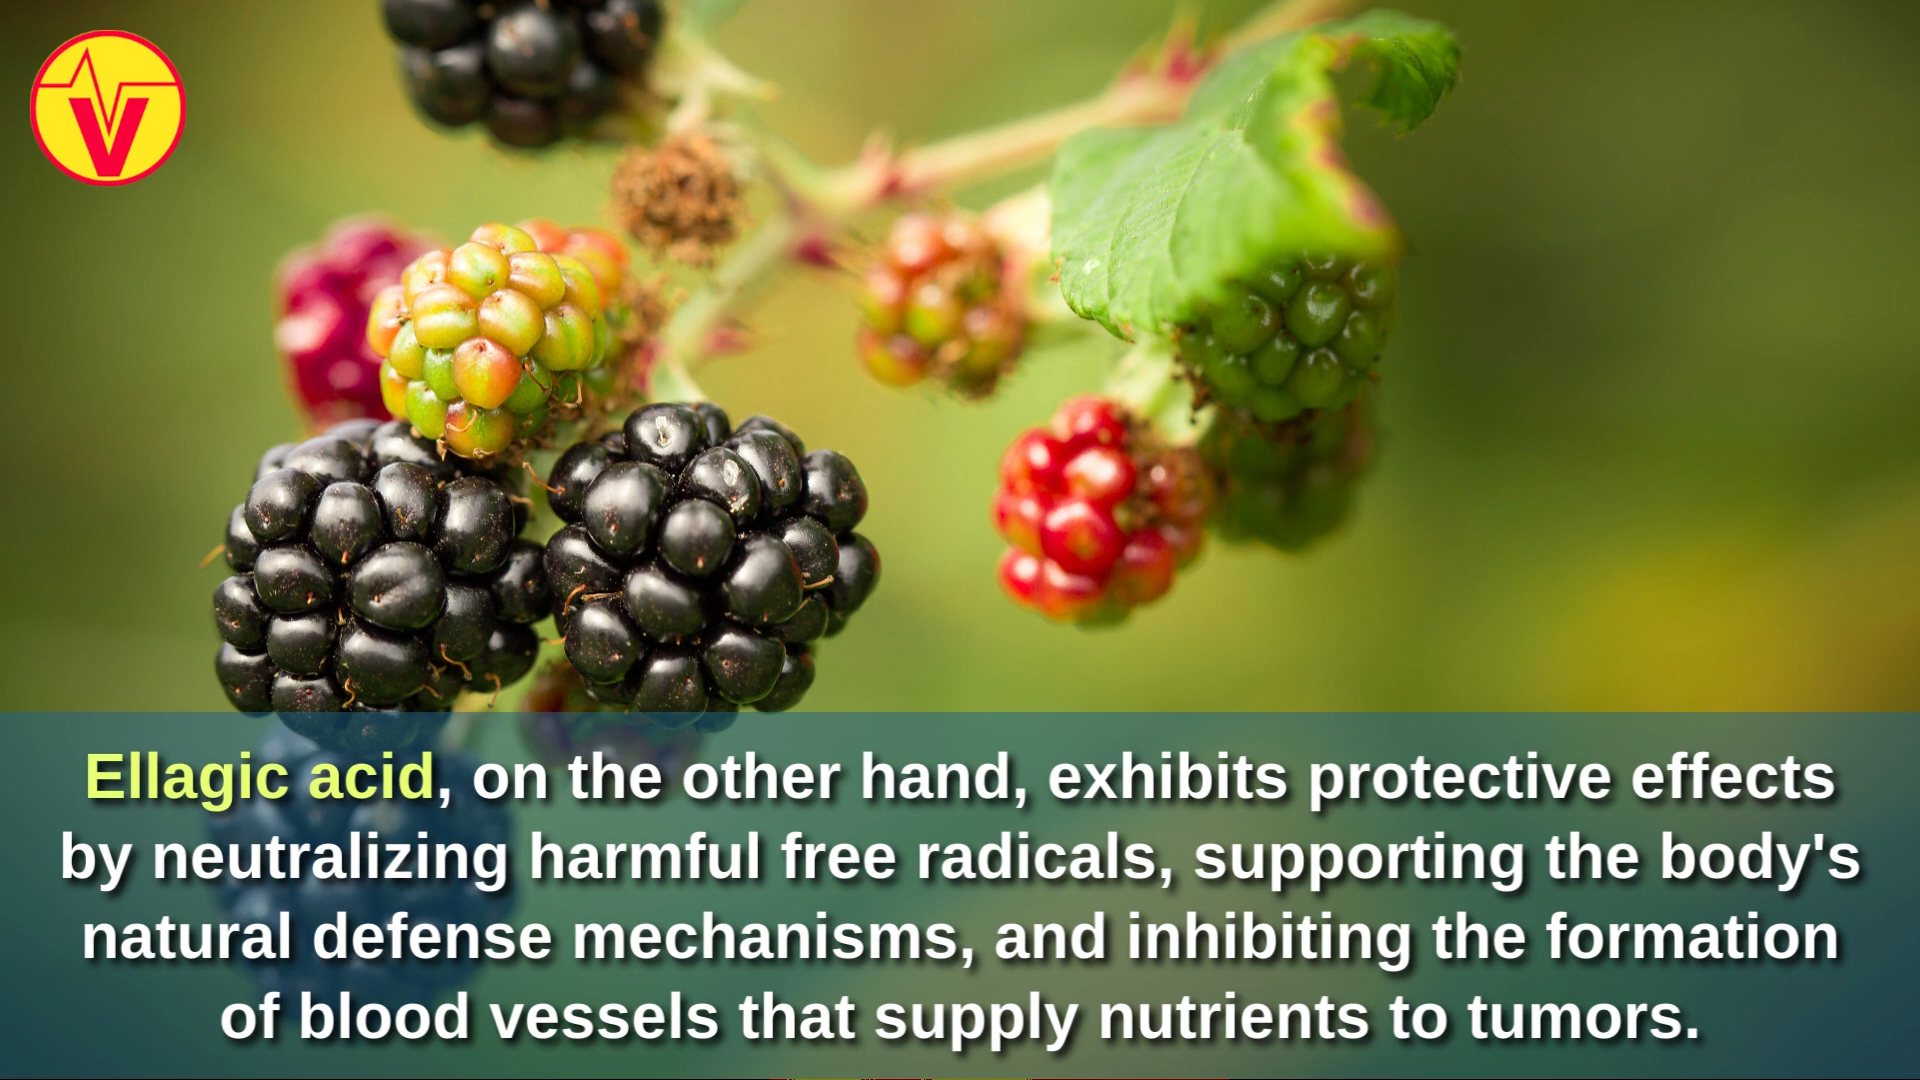 V
Ellagic acid, on the other hand, exhibits protective effects
by neutralizing harmful free radicals, supporting the body's
natural defense mechanisms, and inhibiting the formation
of blood vessels that supply nutrients to tumors.